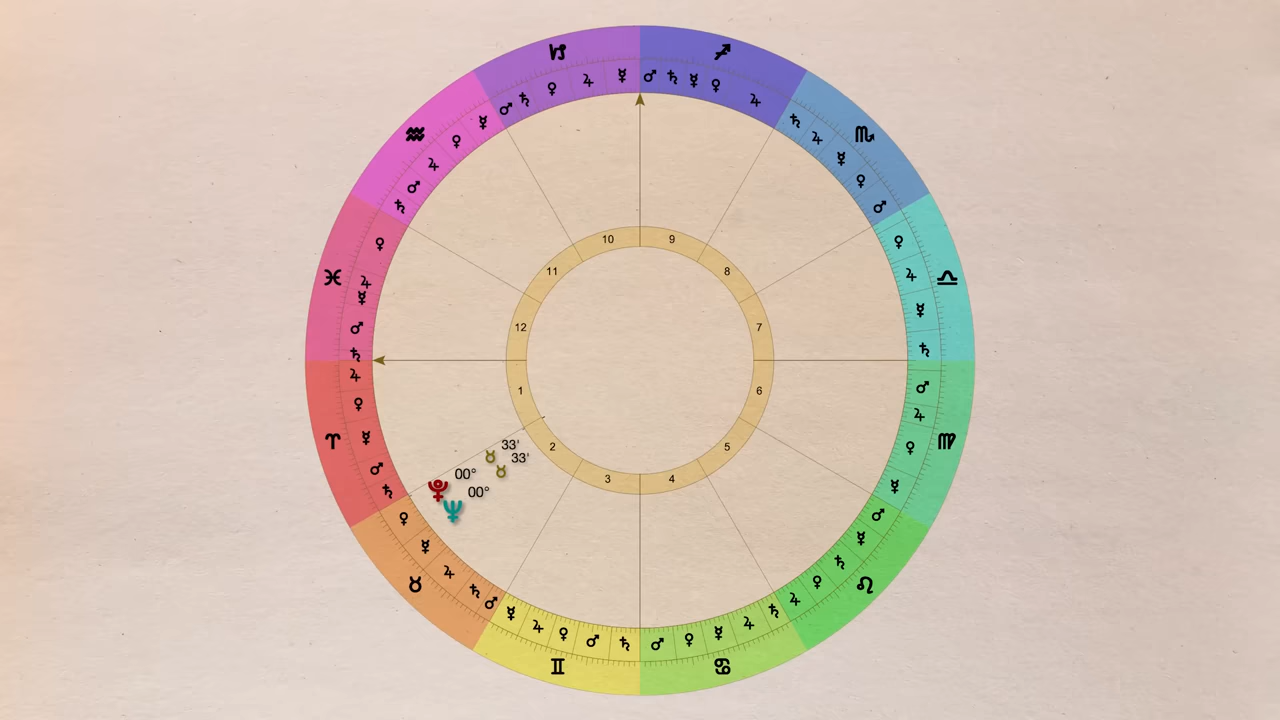 ♑ ♐
♂ ♄ ♀ ♃ ☿ ♂ ♄ ☿ ♀ ♃
♒ ☿ ♀ ♃ ♂ ♄
♏ ♄ ♃ ☿ ♀ ♂
♓ ♀ ♃ ☿ ♂ ♄
♎ ♀ ♃ ☿ ♄
10 9
11 8
12 7
1 6
2 5
3 4
♈ ♃ ♀ ☿ ♂ ♄
♍ ♂ ♃ ♀ ☿
00° ♉ 33'
00° ♉ 33'
♉ ♀ ☿ ♃ ♄ ♂
♌ ♂ ☿ ♄ ♀ ♃
♊ ☿ ♃ ♀ ♂ ♄
♋ ♂ ♀ ☿ ♃ ♄